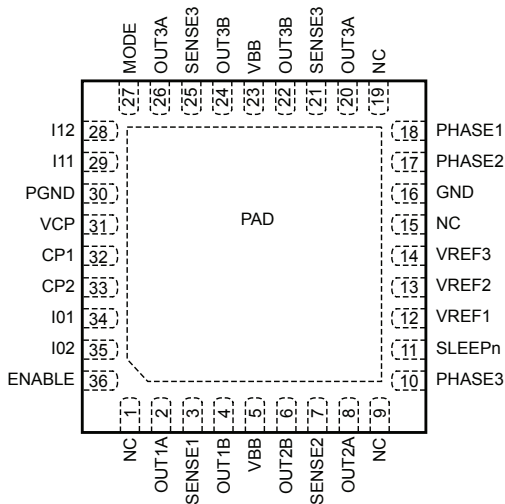 MODE
OUT3A
SENSE3
OUT3B
VBB
OUT3B
SENSE3
OUT3A
NC
27
26
25
24
23
22
21
20
19
I12 28
I11 29
PGND 30
VCP 31
CP1 32
CP2 33
I01 34
I02 35
ENABLE 36
PAD
18 PHASE1
17 PHASE2
16 GND
15 NC
14 VREF3
13 VREF2
12 VREF1
11 SLEEPn
10 PHASE3
1
2
3
4
5
6
7
8
9
NC
OUT1A
SENSE1
OUT1B
VBB
OUT2B
SENSE2
OUT2A
NC